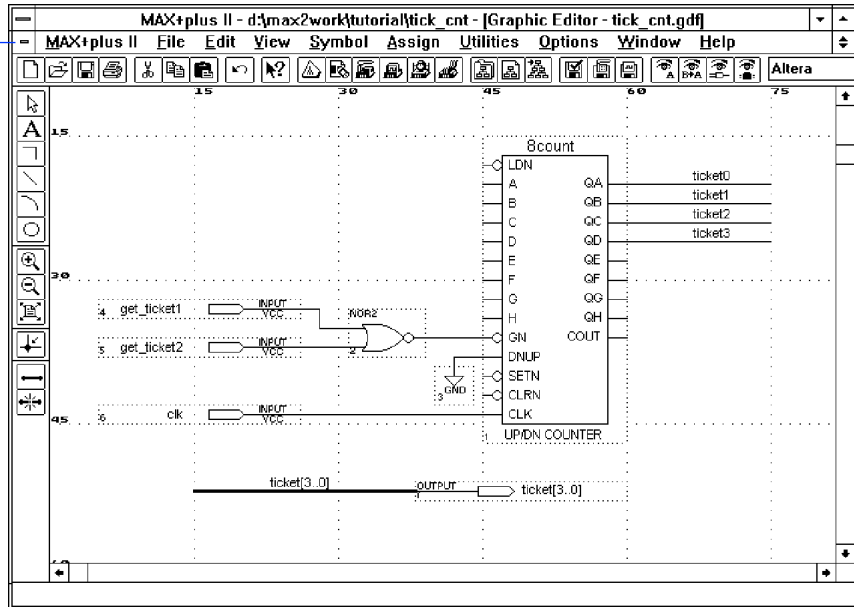 MAX+plus II - d:\max2work\tutorial\tick_cnt - [Graphic Editor - tick_cnt.gdf]
MAX+plus II File Edit View Symbol Assign Utilities Options Window Help
Altera
15 30 45 60 75
15
8count
LDN
A QA ticket0
B QB ticket1
C QC ticket2
D QD ticket3
E QE
30
F QF
G QG
H QH
4 get_ticket1 INPUT VCC
NOR2
2
GN COUT
5 get_ticket2 INPUT VCC
DNUP
SETN
3 GND
CLRN
6 clk INPUT VCC
CLK
45
1 UP/DN COUNTER
ticket[3..0] OUTPUT ticket[3..0]